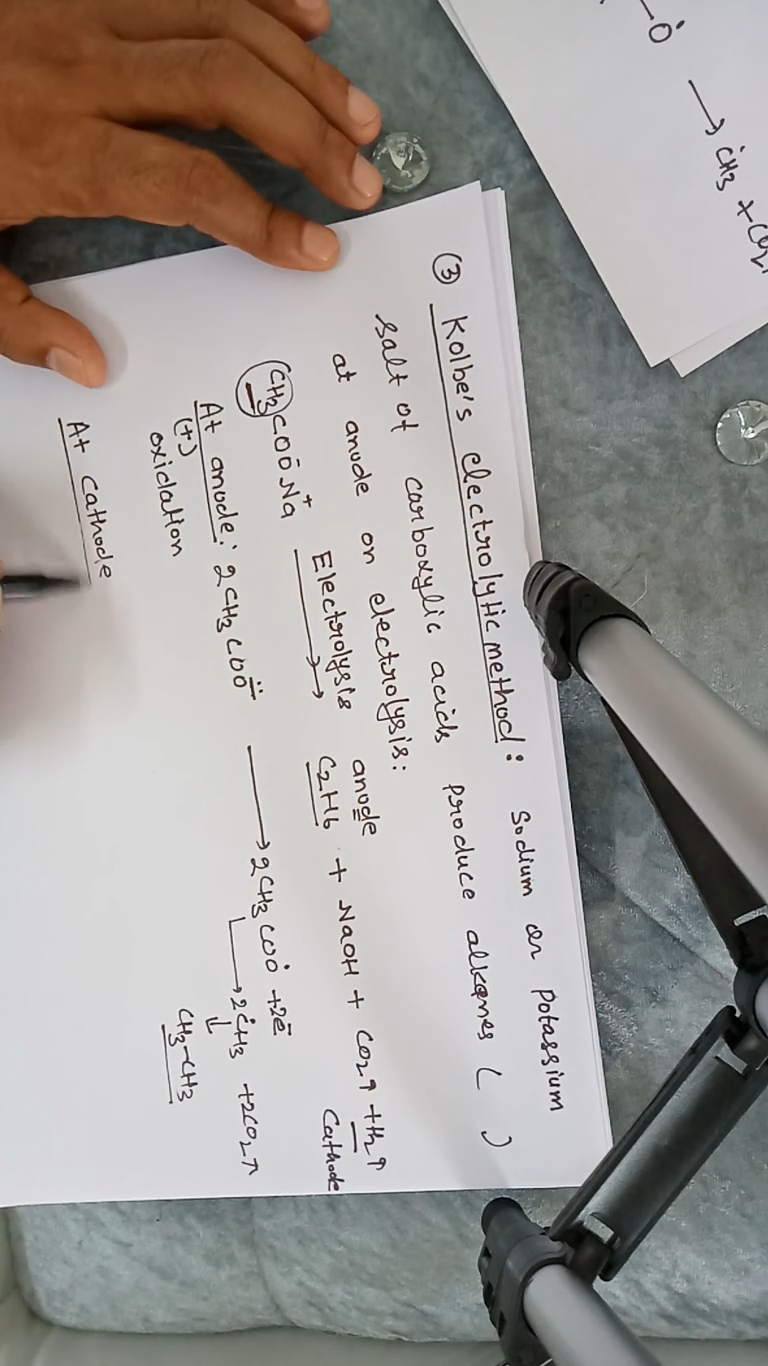 –Ȯ → ĊH3 + CO2↑
③ Kolbe's electrolytic method: Sodium or Potassium
salt of carboxylic acids produce alkanes ( )
at anode on electrolysis:
anode
CH3COO⁻Na⁺ Electrolysis → C2H6 + NaOH + CO2↑ + H2↑
Cathode
At anode: 2CH3COO⁻ → 2CH3COȮ + 2e⁻
(+)
oxidation
→ 2ĊH3 + 2CO2↑
↓
CH3–CH3
At cathode